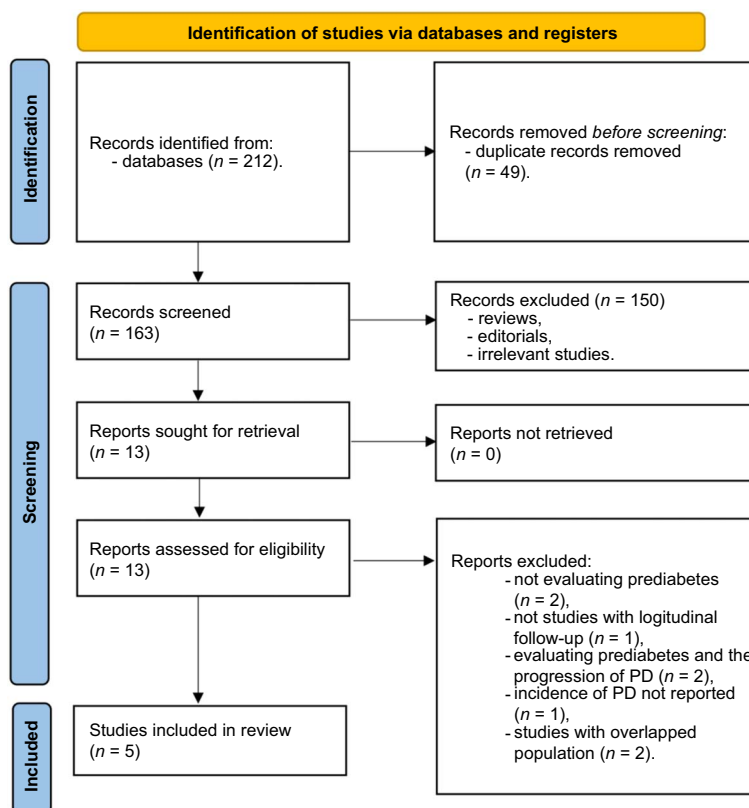 Identification of studies via databases and registers
Identification
Records identified from:
- databases (n = 212).
Records removed before screening:
- duplicate records removed
(n = 49).
Screening
Records screened
(n = 163)
Records excluded (n = 150)
- reviews,
- editorials,
- irrelevant studies.
Reports sought for retrieval
(n = 13)
Reports not retrieved
(n = 0)
Reports assessed for eligibility
(n = 13)
Reports excluded:
- not evaluating prediabetes
(n = 2),
- not studies with logitudinal
follow-up (n = 1),
- evaluating prediabetes and the
progression of PD (n = 2),
- incidence of PD not reported
(n = 1),
- studies with overlapped
population (n = 2).
Included
Studies included in review
(n = 5)